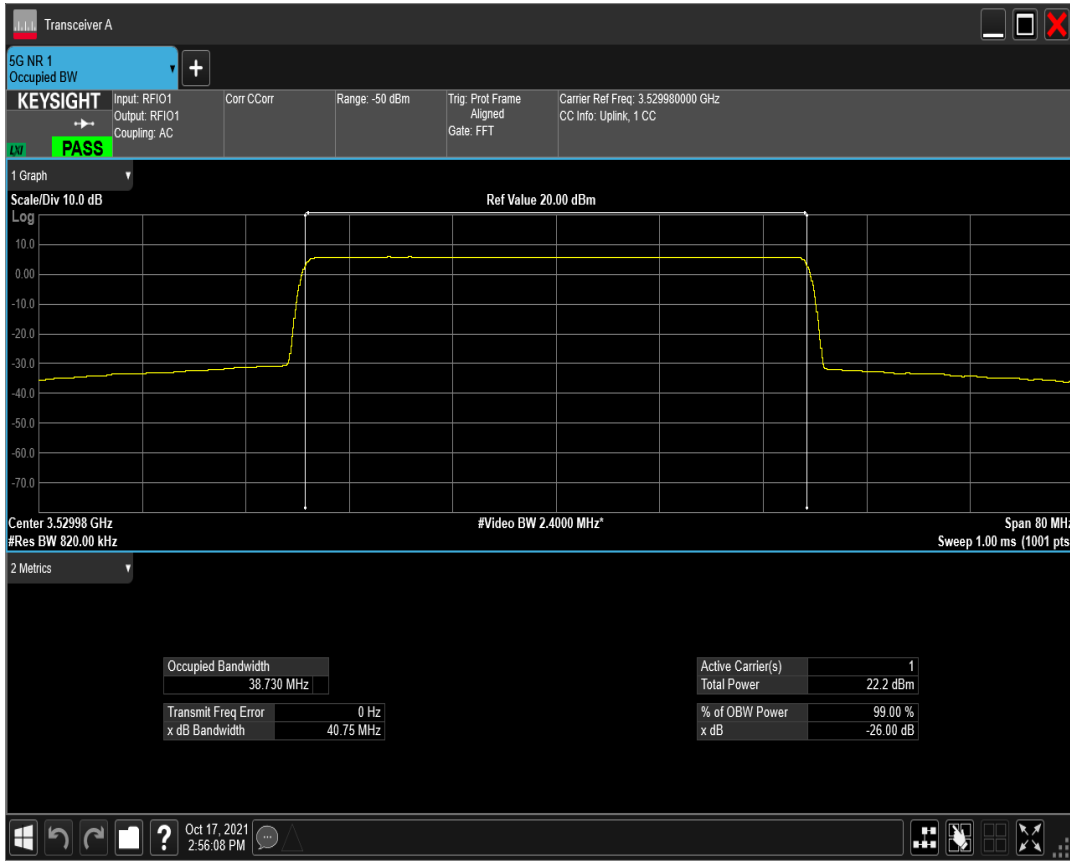 Transceiver A
5G NR 1
Occupied BW
KEYSIGHT
LXI
PASS
Input: RFIO1
Output: RFIO1
Coupling: AC
Corr CCorr
Range: -50 dBm
Trig: Prot Frame
Aligned
Gate: FFT
Carrier Ref Freq: 3.529980000 GHz
CC Info: Uplink, 1 CC
1 Graph
Scale/Div 10.0 dB
Ref Value 20.00 dBm
Log
10.0
0.00
-10.0
-20.0
-30.0
-40.0
-50.0
-60.0
-70.0
Center 3.52998 GHz
#Video BW 2.4000 MHz*
Span 80 MHz
#Res BW 820.00 kHz
Sweep 1.00 ms (1001 pts
2 Metrics
Occupied Bandwidth
38.730 MHz
Transmit Freq Error 0 Hz
x dB Bandwidth 40.75 MHz
Active Carrier(s) 1
Total Power 22.2 dBm
% of OBW Power 99.00 %
x dB -26.00 dB
?
Oct 17, 2021
2:56:08 PM